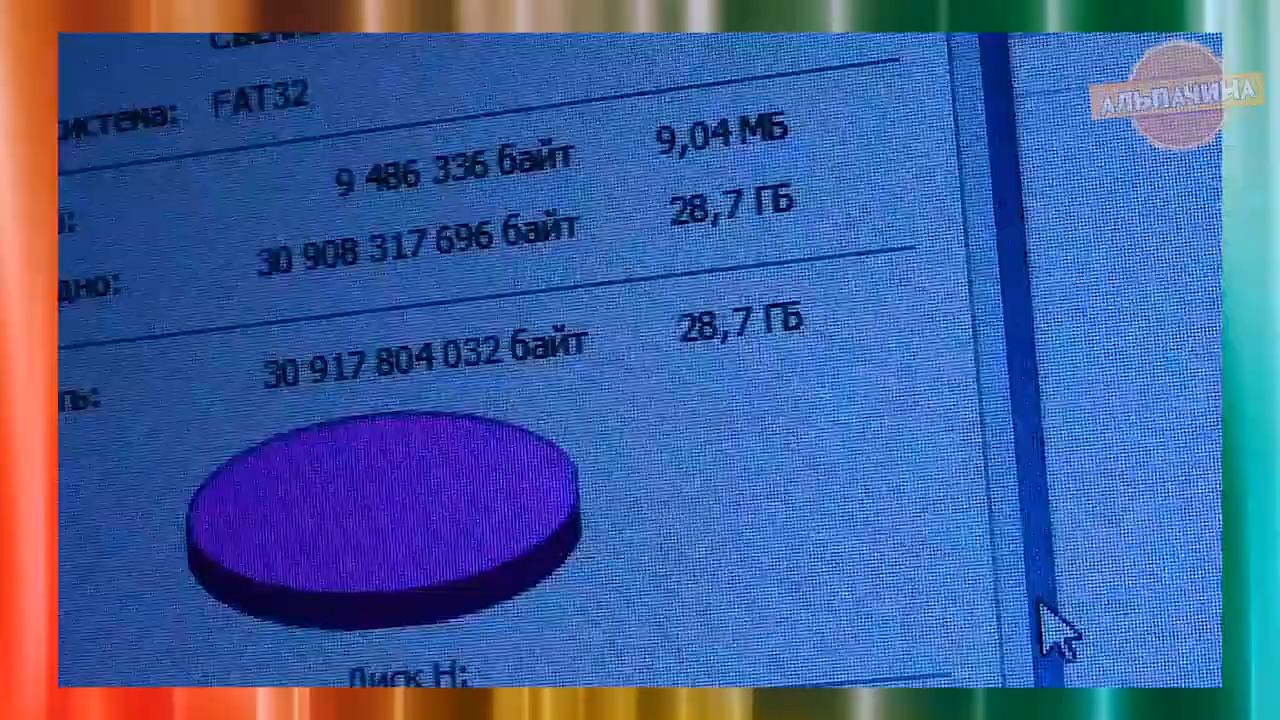 АЛЬПАЧИНА
система: FAT32
9 486 336 байт 9,04 МБ
30 908 317 696 байт 28,7 ГБ
30 917 804 032 байт 28,7 ГБ
Диск H: